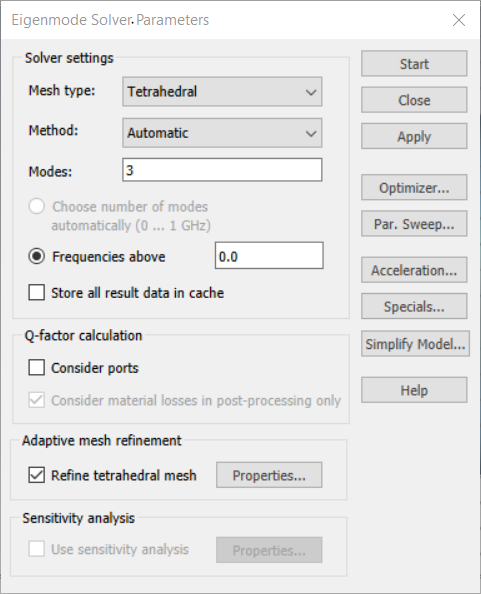 Eigenmode Solver Parameters
Solver settings
Mesh type: Tetrahedral
Method: Automatic
Modes: 3
Choose number of modes
automatically (0 ... 1 GHz)
Frequencies above 0.0
Store all result data in cache
Q-factor calculation
Consider ports
Consider material losses in post-processing only
Adaptive mesh refinement
Refine tetrahedral mesh Properties...
Sensitivity analysis
Use sensitivity analysis Properties...
Start
Close
Apply
Optimizer...
Par. Sweep...
Acceleration...
Specials...
Simplify Model...
Help